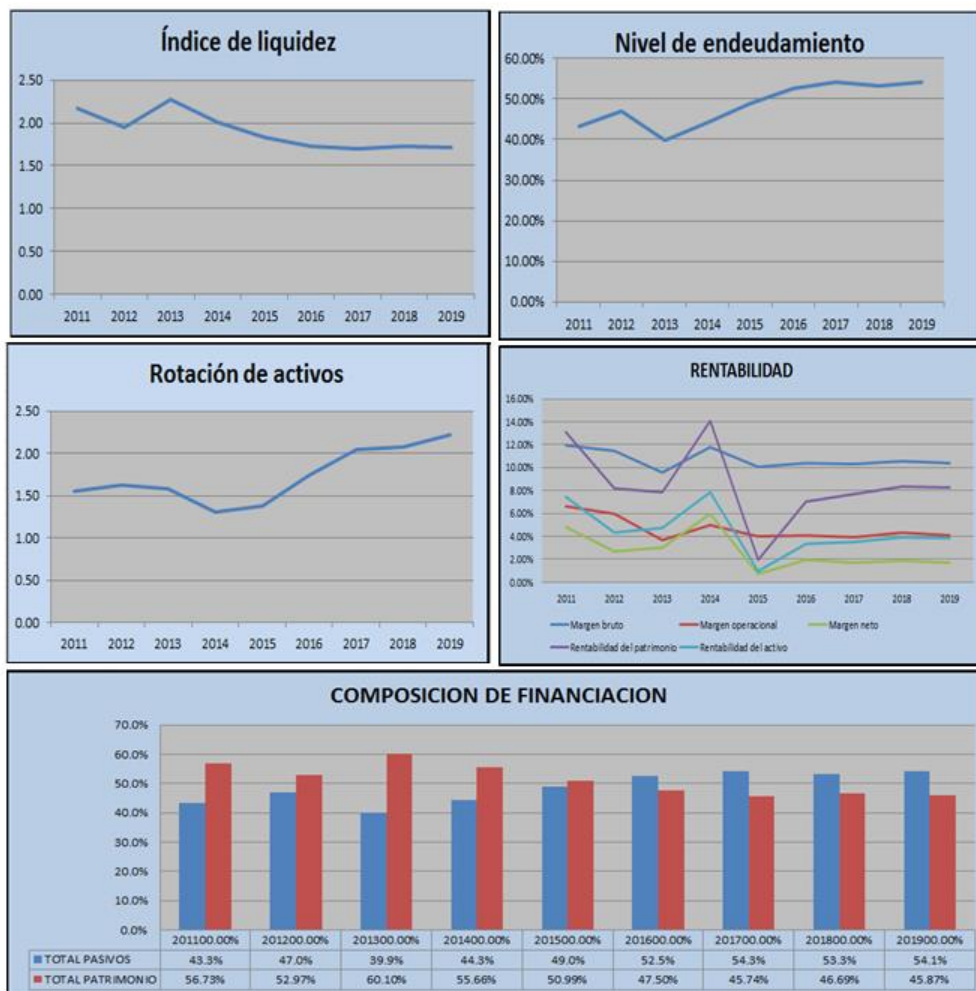 Índice de liquidez
2.50
2.00
1.50
1.00
0.50
0.00
2011 2012 2013 2014 2015 2016 2017 2018 2019
Nivel de endeudamiento
60.00%
50.00%
40.00%
30.00%
20.00%
10.00%
0.00%
2011 2012 2013 2014 2015 2016 2017 2018 2019
Rotación de activos
2.50
2.00
1.50
1.00
0.50
0.00
2011 2012 2013 2014 2015 2016 2017 2018 2019
RENTABILIDAD
16.00%
14.00%
12.00%
10.00%
8.00%
6.00%
4.00%
2.00%
0.00%
2011 2012 2013 2014 2015 2016 2017 2018 2019
Margen bruto Margen operacional Margen neto
Rentabilidad del patrimonio Rentabilidad del activo
COMPOSICION DE FINANCIACION
70.0%
60.0%
50.0%
40.0%
30.0%
20.0%
10.0%
0.0%
201100.00% 201200.00% 201300.00% 201400.00% 201500.00% 201600.00% 201700.00% 201800.00% 201900.00%
TOTAL PASIVOS 43.3% 47.0% 39.9% 44.3% 49.0% 52.5% 54.3% 53.3% 54.1%
TOTAL PATRIMONIO 56.73% 52.97% 60.10% 55.66% 50.99% 47.50% 45.74% 46.69% 45.87%